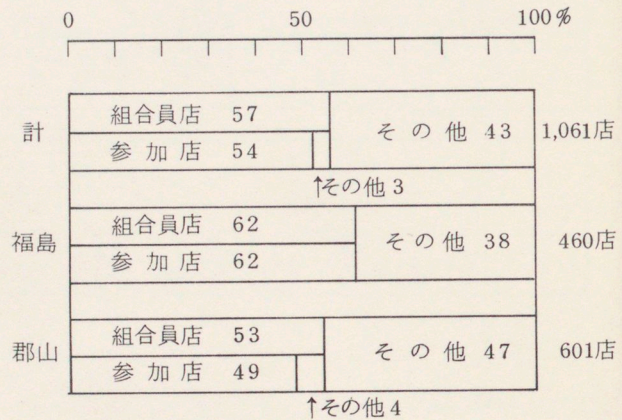 0 50 100%
組合員店 57
計 その他 43 1,061店
参加店 54
↑その他 3
組合員店 62
福島 その他 38 460店
参加店 62
組合員店 53
郡山 その他 47 601店
参加店 49
↑その他 4